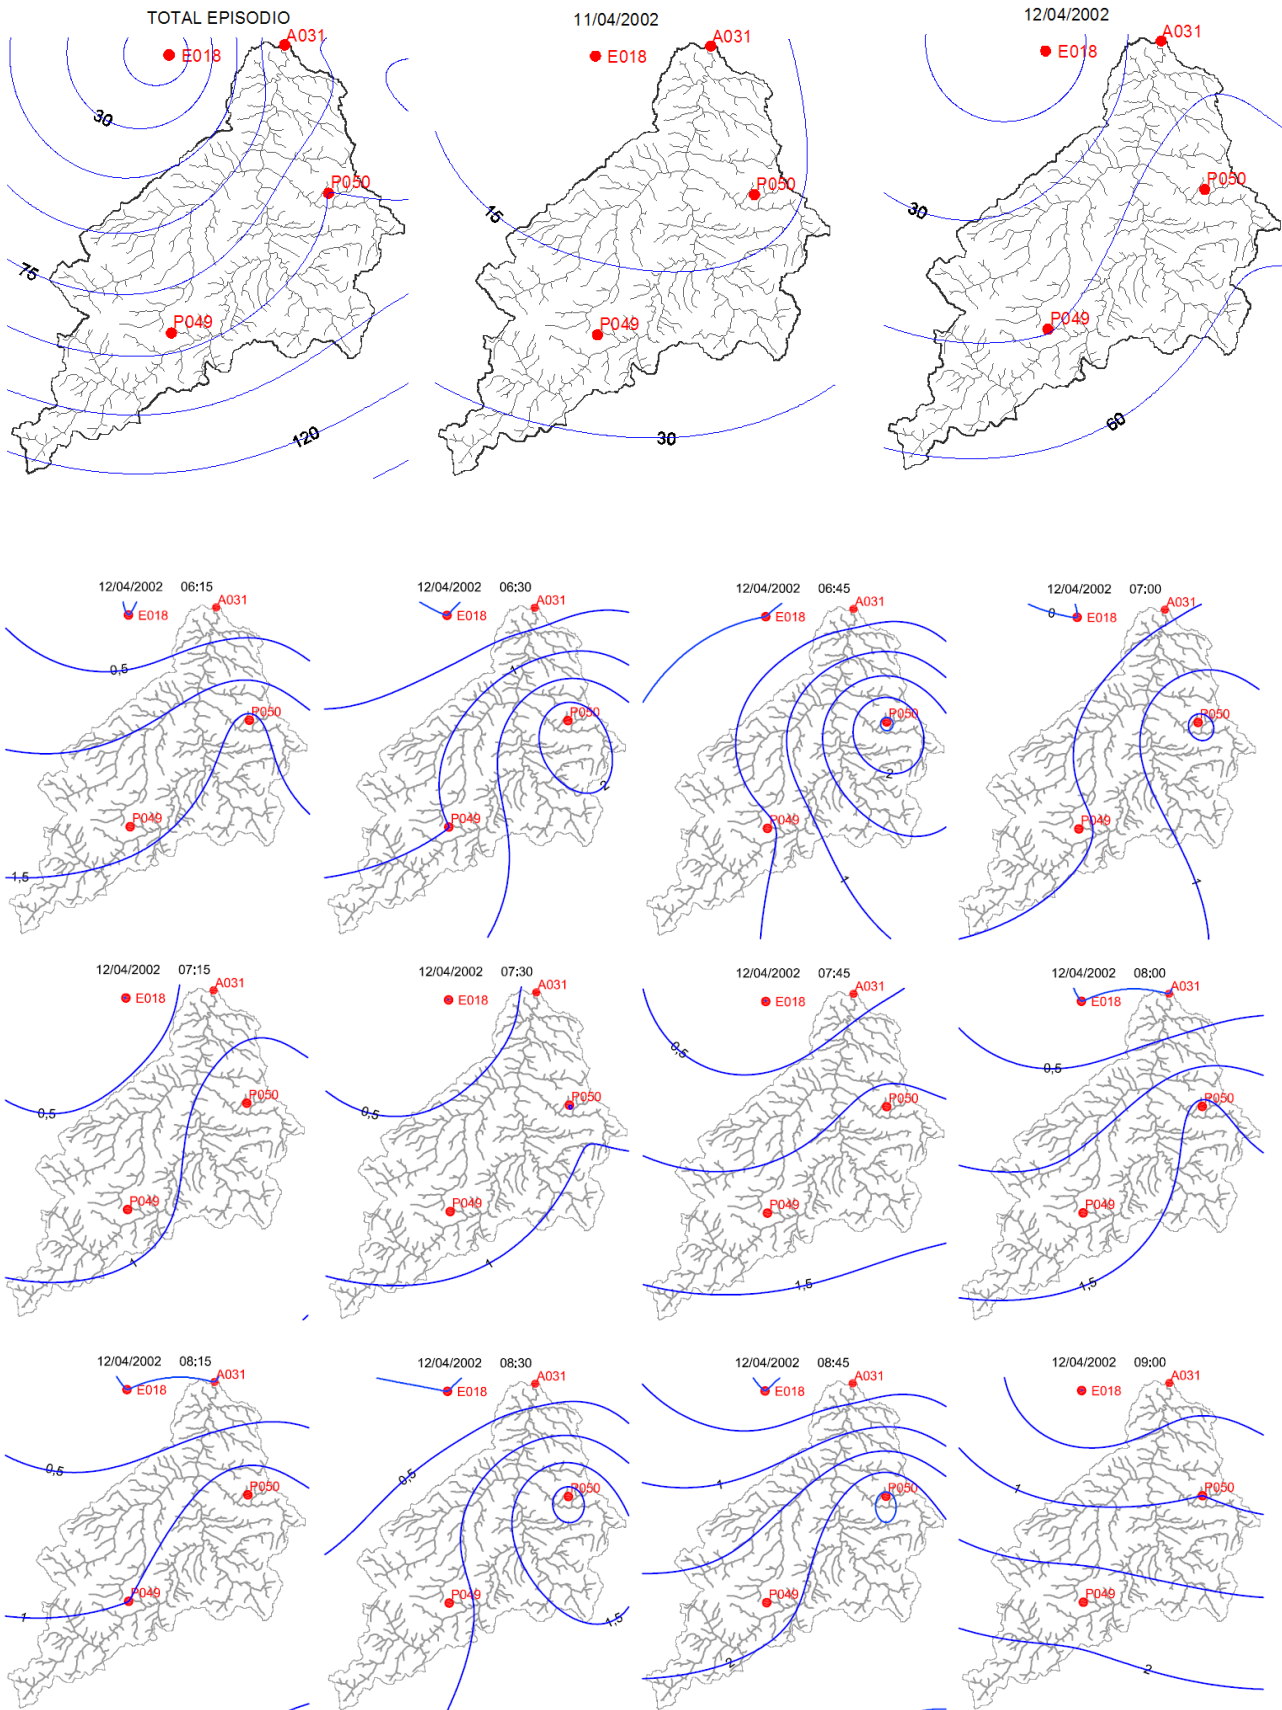 TOTAL EPISODIO
A031
E018
30
P050
75
P049
120
11/04/2002
A031
E018
P050
15
P049
30
12/04/2002
A031
E018
P050
30
P049
60
12/04/2002 06:15
A031
E018
0,5
P050
P049
1,5
12/04/2002 06:30
A031
E018
1
P050
2
P049
12/04/2002 06:45
A031
E018
P050
2
P049
1
12/04/2002 07:00
0
A031
E018
P050
P049
1
12/04/2002 07:15
A031
E018
P050
0,5
P049
1
12/04/2002 07:30
A031
E018
P050
0,5
P049
1
12/04/2002 07:45
A031
E018
0,5
P050
P049
1,5
12/04/2002 08:00
A031
E018
0,5
P050
P049
1,5
12/04/2002 08:15
A031
E018
0,5
P050
P049
1
12/04/2002 08:30
A031
E018
0,5
P050
P049
1,5
12/04/2002 08:45
A031
E018
1
P050
P049
2
12/04/2002 09:00
A031
E018
1
P050
P049
2